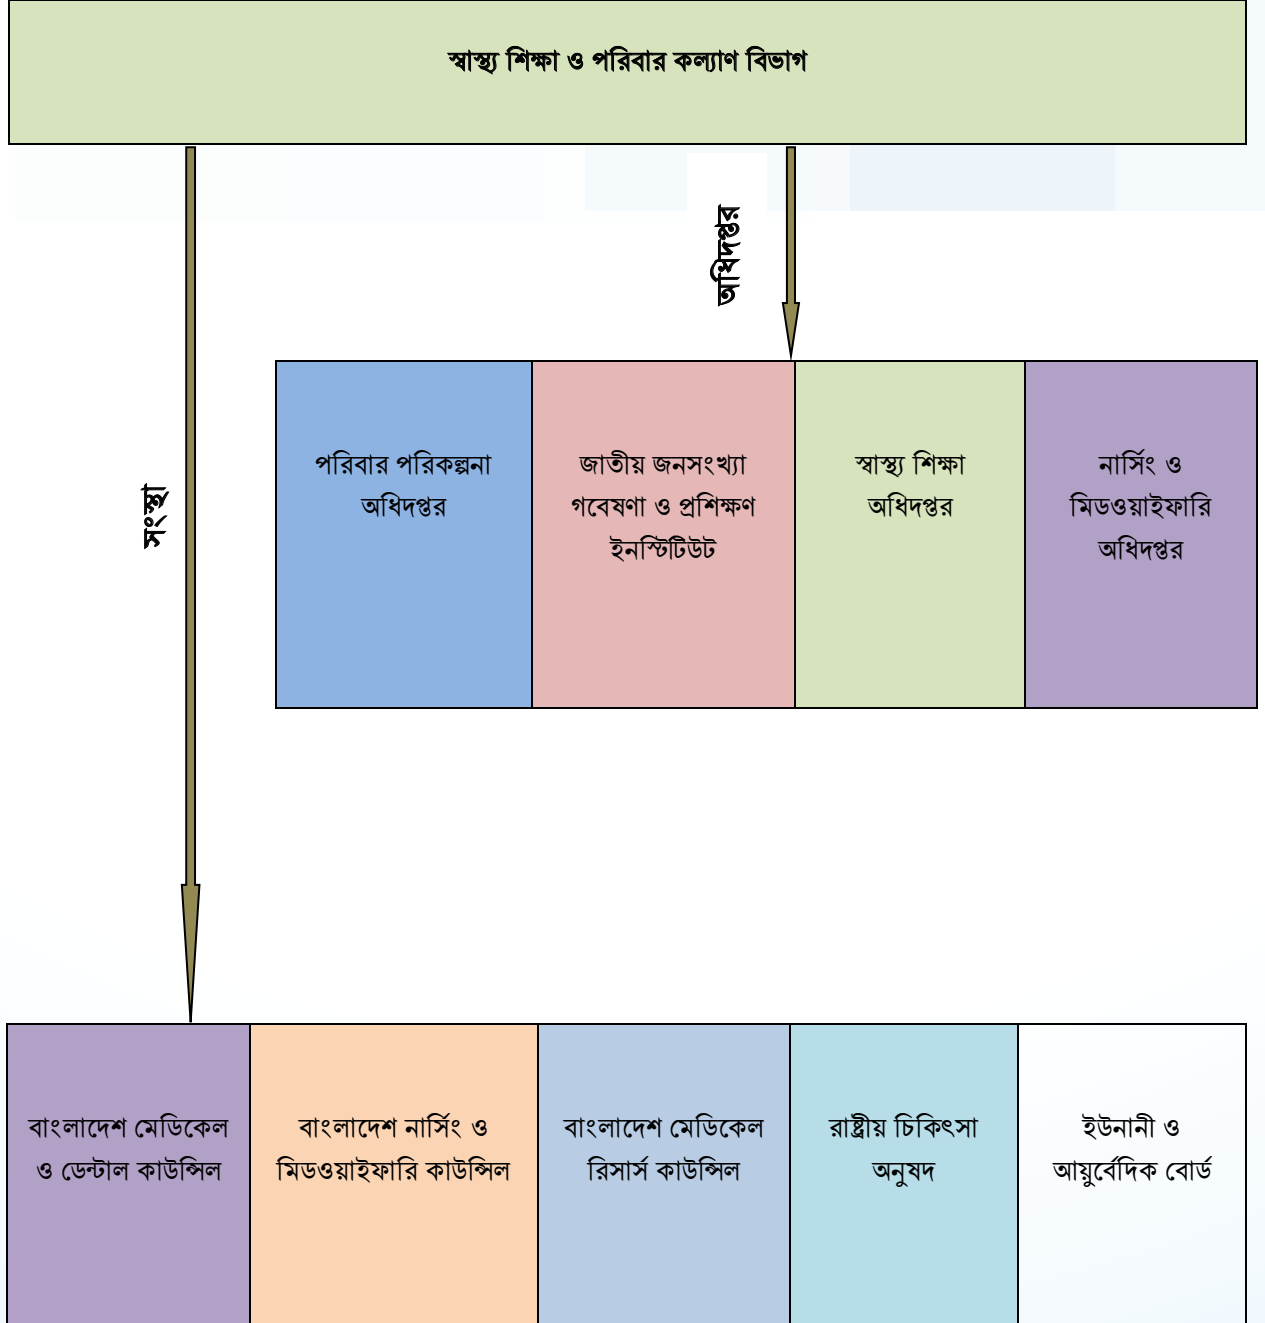 স্বাস্থ্য শিক্ষা ও পরিবার কল্যাণ বিভাগ
অধিদপ্তর
পরিবার পরিকল্পনা
অধিদপ্তর
জাতীয় জনসংখ্যা
গবেষণা ও প্রশিক্ষণ
ইনস্টিটিউট
স্বাস্থ্য শিক্ষা
অধিদপ্তর
নার্সিং ও
মিডওয়াইফারি
অধিদপ্তর
সংস্থা
বাংলাদেশ মেডিকেল
ও ডেন্টাল কাউন্সিল
বাংলাদেশ নার্সিং ও
মিডওয়াইফারি কাউন্সিল
বাংলাদেশ মেডিকেল
রিসার্স কাউন্সিল
রাষ্ট্রীয় চিকিৎসা
অনুষদ
ইউনানী ও
আয়ুর্বেদিক বোর্ড